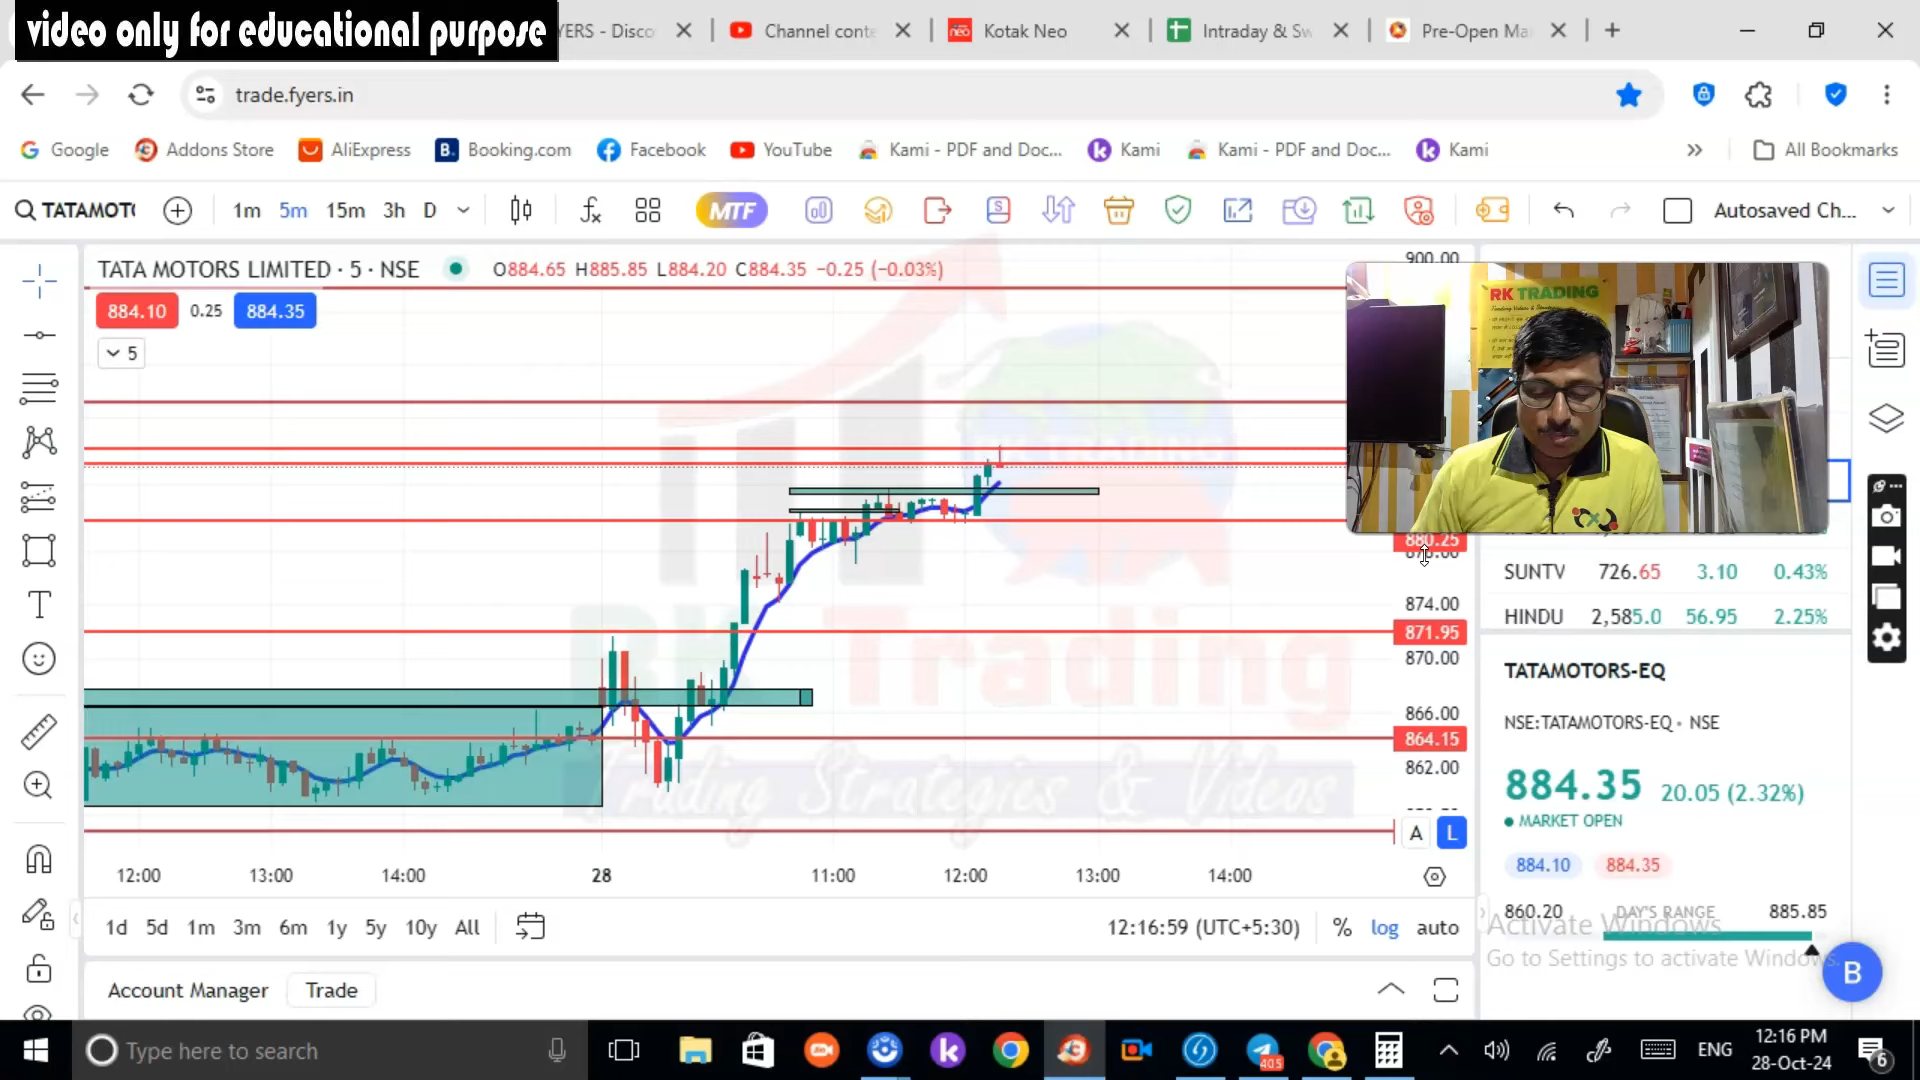 video only for educational purpose
YERS - Disco
Channel conte
Kotak Neo
Intraday & Sw
Pre-Open Ma
trade.fyers.in
Google
Addons Store
AliExpress
Booking.com
Facebook
YouTube
Kami - PDF and Doc...
Kami
Kami - PDF and Doc...
Kami
All Bookmarks
TATAMOT
1m 5m 15m 3h D
MTF
Autosaved Ch...
TATA MOTORS LIMITED · 5 · NSE
O884.65 H885.85 L884.20 C884.35 −0.25 (−0.03%)
884.10 0.25 884.35
5
900.00
RK TRADING
880.25
874.00
871.95
870.00
866.00
864.15
862.00
RK Trading
Trading Strategies & Videos
A L
12:00 13:00 14:00 28 11:00 12:00 13:00 14:00
1d 5d 1m 3m 6m 1y 5y 10y All
12:16:59 (UTC+5:30)
% log auto
Account Manager
Trade
SUNTV 726.65 3.10 0.43%
HINDU 2,585.0 56.95 2.25%
TATAMOTORS-EQ
NSE:TATAMOTORS-EQ • NSE
884.35 20.05 (2.32%)
MARKET OPEN
884.10 884.35
860.20 DAY'S RANGE 885.85
Activate Windows
Go to Settings to activate Windows.
B
Type here to search
405
ENG
12:16 PM
28-Oct-24
6